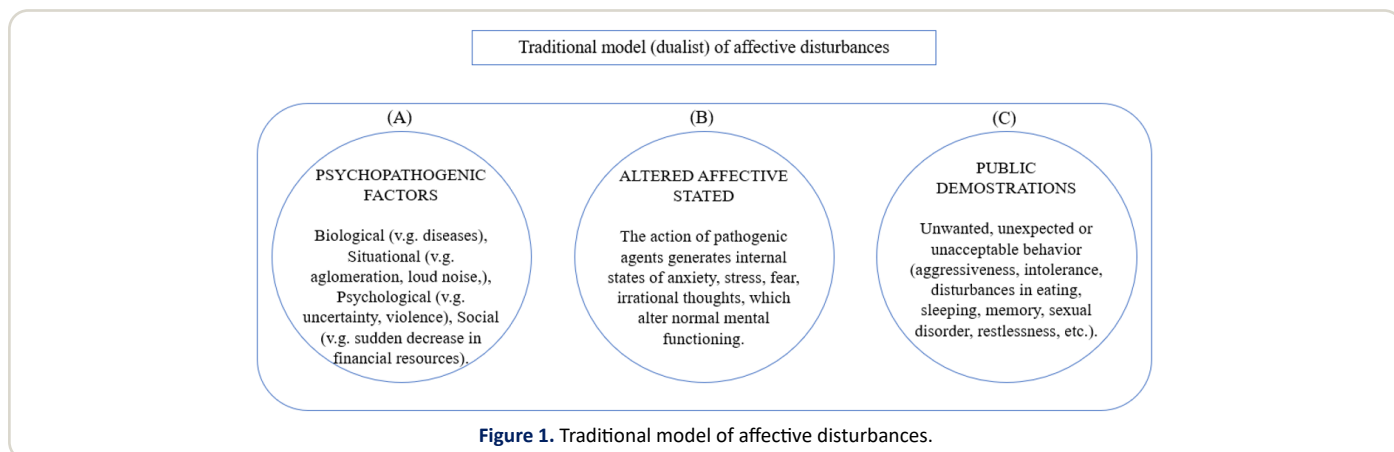 Traditional model (dualist) of affective disturbances
(A)
PSYCHOPATHOGENIC
FACTORS
Biological (v.g. diseases),
Situational (v.g.
aglomeration, loud noise,),
Psychological (v.g.
uncertainty, violence), Social
(v.g. sudden decrease in
financial resources),
(B)
ALTERED AFFECTIVE
STATED
The action of pathogenic
agents generates internal
states of anxiety, stress, fear,
irrational thoughts, which
alter normal mental
functioning.
(C)
PUBLIC
DEMOSTRATIONS
Unwanted, unexpected or
unacceptable behavior
(aggressiveness, intolerance,
disturbances in eating,
sleeping, memory, sexual
disorder, restlessness, etc.).
Figure 1. Traditional model of affective disturbances.